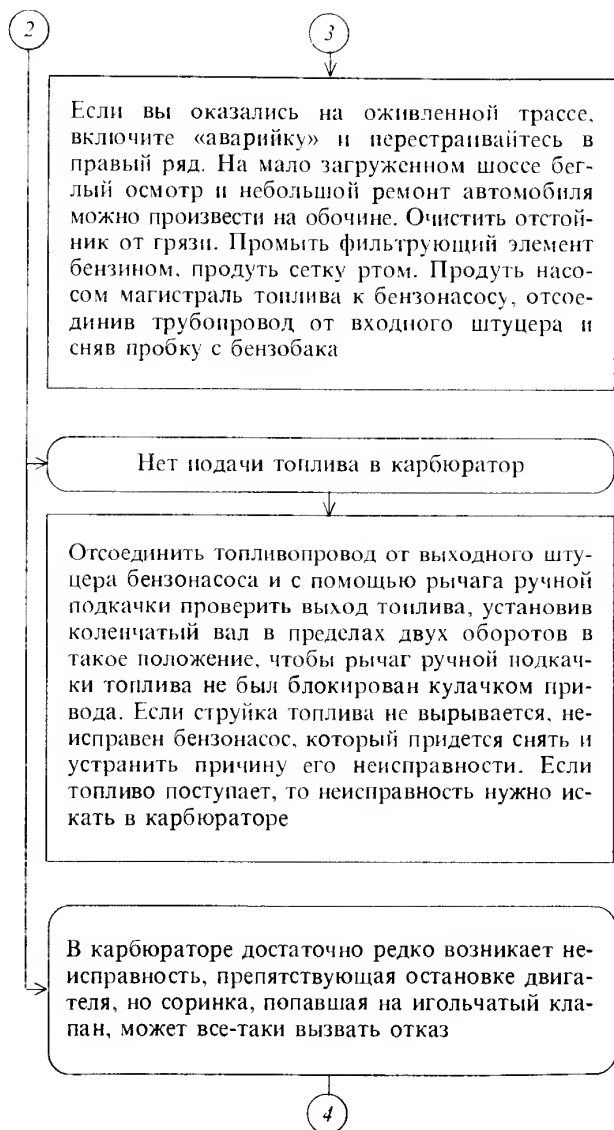 2
3
Если вы оказались на оживленной трассе,
включите «аварийку» и перестраивайтесь в
правый ряд. На мало загруженном шоссе бег-
лый осмотр и небольшой ремонт автомобиля
можно произвести на обочине. Очистить отстой-
ник от грязи. Промыть фильтрующий элемент
бензином, продуть сетку ртом. Продуть насо-
сом магистраль топлива к бензонасосу, отсое-
динив трубопровод от входного штуцера и
сняв пробку с бензобака
Нет подачи топлива в карбюратор
Отсоединить топливопровод от выходного шту-
цера бензонасоса и с помощью рычага ручной
подкачки проверить выход топлива, установив
коленчатый вал в пределах двух оборотов в
такое положение, чтобы рычаг ручной подкач-
ки топлива не был блокирован кулачком при-
вода. Если струйка топлива не вырывается, не-
исправен бензонасос, который придется снять и
устранить причину его неисправности. Если
топливо поступает, то неисправность нужно ис-
кать в карбюраторе
В карбюраторе достаточно редко возникает не-
исправность, препятствующая остановке двига-
теля, но соринка, попавшая на игольчатый кла-
пан, может все-таки вызвать отказ
4